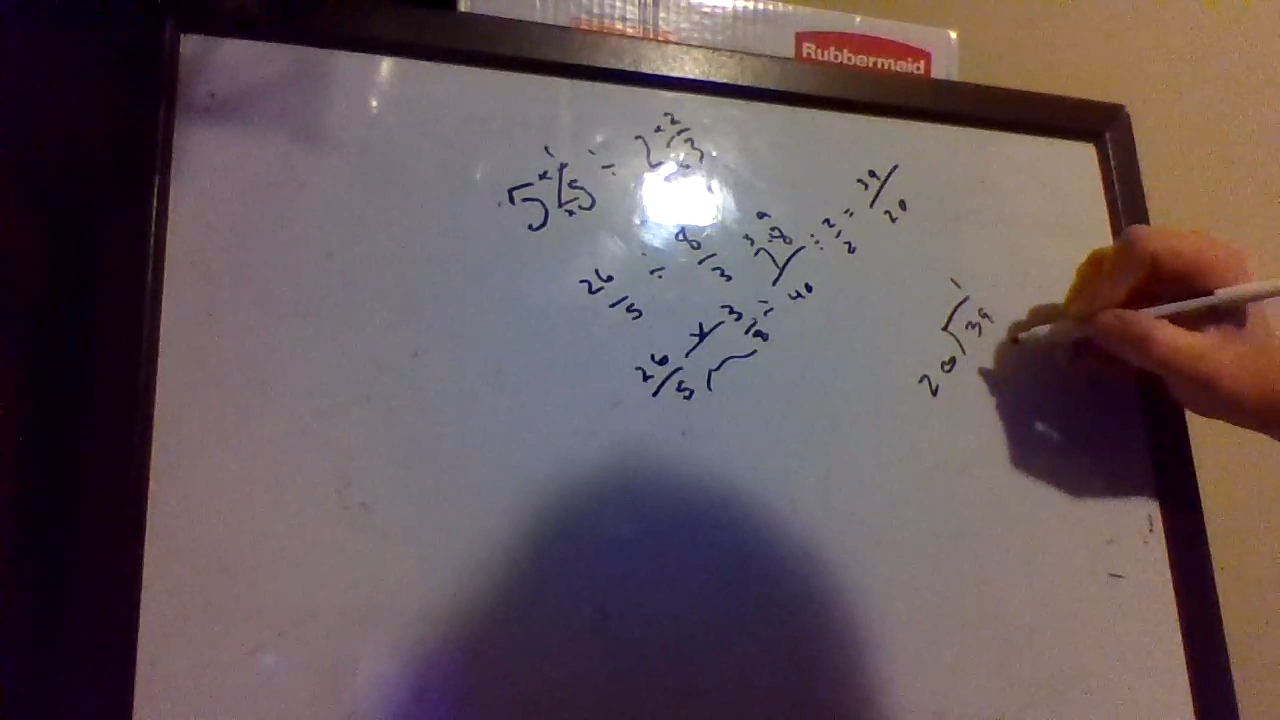 Rubbermaid
5 1/5 ÷ 2 2/3
26/5 ÷ 8/3
26/5 × 3/8 = 78/40 ÷ 2/2 = 39/20
1
20 39